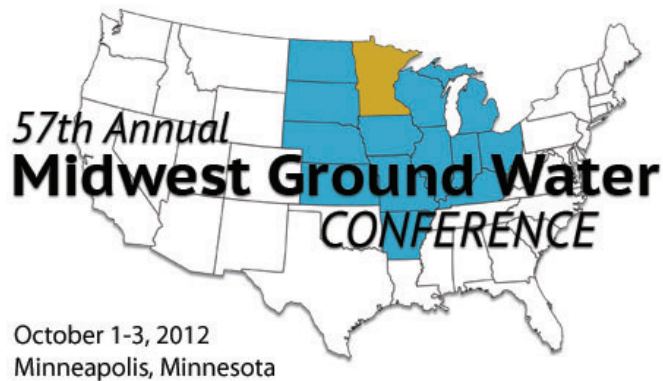 57th Annual
Midwest Ground Water
CONFERENCE
October 1-3, 2012
Minneapolis, Minnesota